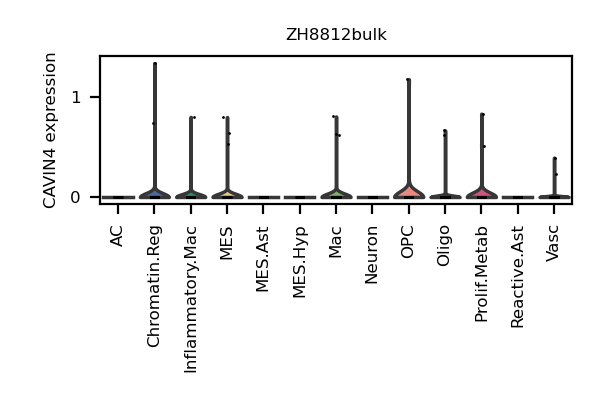 ZH8812bulk
CAVIN4 expression
1
0
AC
Chromatin.Reg
Inflammatory.Mac
MES
MES.Ast
MES.Hyp
Mac
Neuron
OPC
Oligo
Prolif.Metab
Reactive.Ast
Vasc